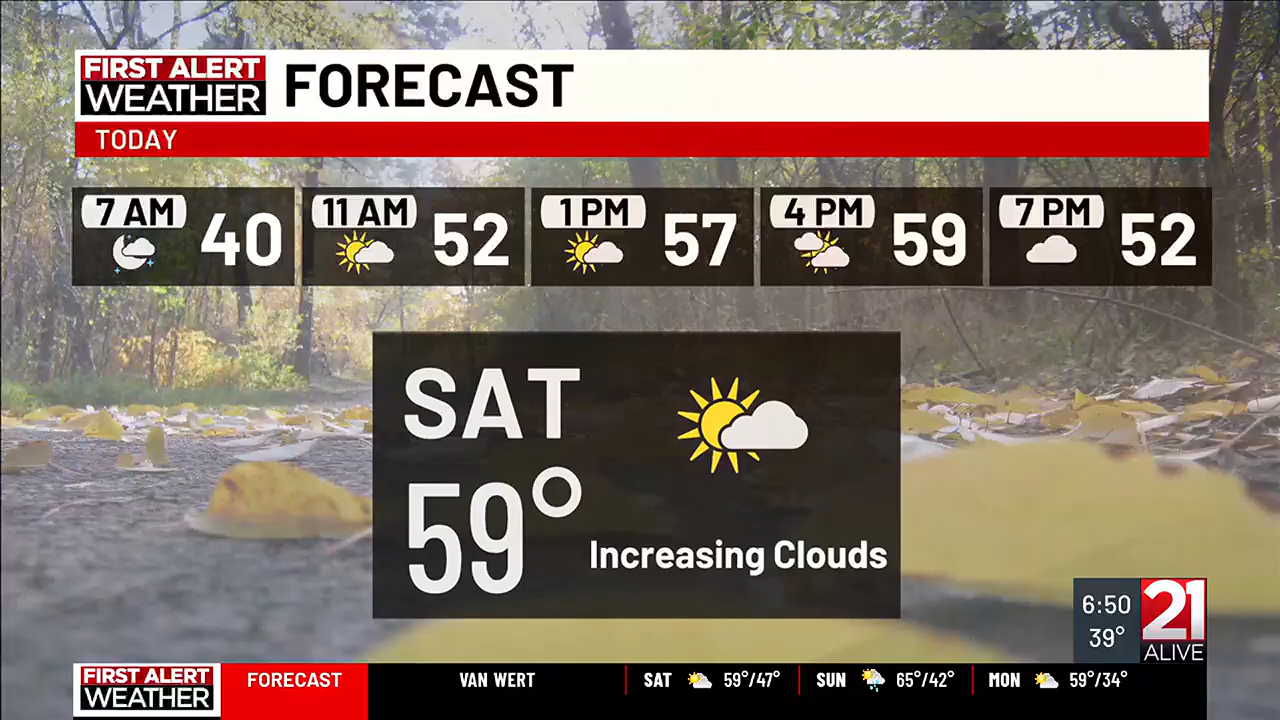 FIRST ALERT
WEATHER
FORECAST
TODAY
7 AM
40
11 AM
52
1 PM
57
4 PM
59
7 PM
52
SAT
59°
Increasing Clouds
6:50
39°
21
ALIVE
FIRST ALERT
WEATHER
FORECAST
VAN WERT
SAT 59°/47°
SUN 65°/42°
MON 59°/34°